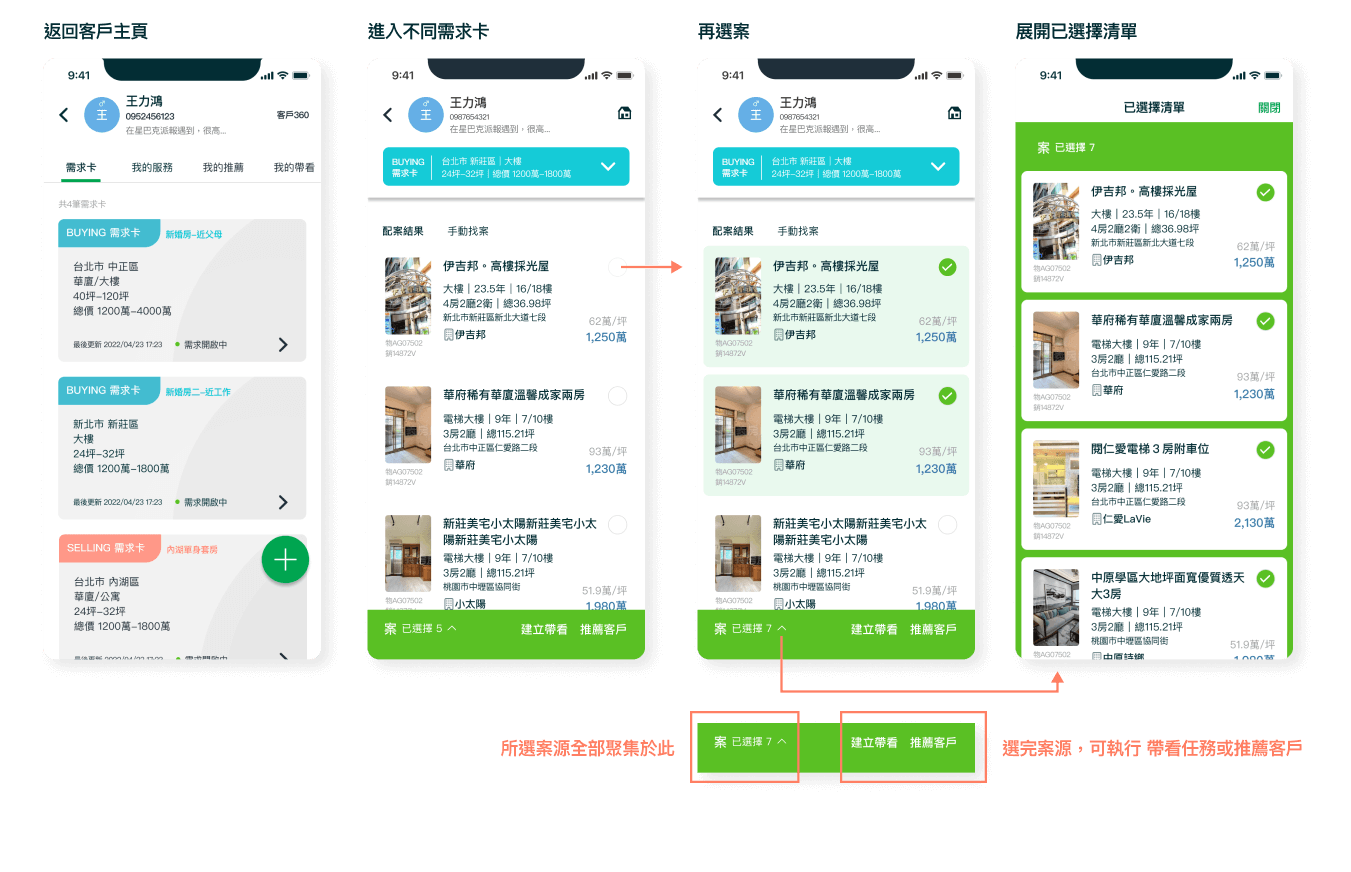 返回客戶主頁
9:41
王
王力鴻
0952456123
在星巴克派報遇到，很高...
客戶360
需求卡 我的服務 我的推薦 我的帶看
共4筆需求卡
BUYING 需求卡 新婚房–近父母
台北市 中正區
華廈/大樓
40坪–120坪
總價 1200萬–4000萬
最後更新 2022/04/23 17:23 需求開啟中
BUYING 需求卡 新婚房二–近工作
新北市 新莊區
大樓
24坪–32坪
總價 1200萬–1800萬
最後更新 2022/04/23 17:23 需求開啟中
SELLING 需求卡 內湖單身套房
台北市 內湖區
華廈/公寓
24坪–32坪
總價 1200萬–1800萬
最後更新 2022/04/23 17:23 需求開啟中
進入不同需求卡
9:41
王
王力鴻
0987654321
在星巴克派報遇到，很高...
BUYING
需求卡
台北市 新莊區｜大樓
24坪–32坪｜總價 1200萬–1800萬
配案結果 手動找案
伊吉邦。高樓採光屋
大樓｜23.5年｜16/18樓
4房2廳2衛｜總36.98坪
新北市新莊區新北大道七段
伊吉邦
62萬/坪
1,250萬
物AG07502
銷14872V
華府稀有華廈溫馨成家兩房
電梯大樓｜9年｜7/10樓
3房2廳｜總115.21坪
台北市中正區仁愛路二段
華府
93萬/坪
1,230萬
物AG07502
銷14872V
新莊美宅小太陽新莊美宅小太
陽新莊美宅小太陽
電梯大樓｜9年｜7/10樓
3房2廳｜總115.21坪
桃園市中壢區協同街
小太陽
51.9萬/坪
1,980萬
物AG07502
銷14872V
案 已選擇 5 建立帶看 推薦客戶
再選案
9:41
王
王力鴻
0987654321
在星巴克派報遇到，很高...
BUYING
需求卡
台北市 新莊區｜大樓
24坪–32坪｜總價 1200萬–1800萬
配案結果 手動找案
伊吉邦。高樓採光屋
大樓｜23.5年｜16/18樓
4房2廳2衛｜總36.98坪
新北市新莊區新北大道七段
伊吉邦
62萬/坪
1,250萬
物AG07502
銷14872V
華府稀有華廈溫馨成家兩房
電梯大樓｜9年｜7/10樓
3房2廳｜總115.21坪
台北市中正區仁愛路二段
華府
93萬/坪
1,230萬
物AG07502
銷14872V
新莊美宅小太陽新莊美宅小太
陽新莊美宅小太陽
電梯大樓｜9年｜7/10樓
3房2廳｜總115.21坪
桃園市中壢區協同街
小太陽
51.9萬/坪
1,980萬
物AG07502
銷14872V
案 已選擇 7 建立帶看 推薦客戶
展開已選擇清單
9:41
已選擇清單 關閉
案 已選擇 7
伊吉邦。高樓採光屋
大樓｜23.5年｜16/18樓
4房2廳2衛｜總36.98坪
新北市新莊區新北大道七段
伊吉邦
62萬/坪
1,250萬
物AG07502
銷14872V
華府稀有華廈溫馨成家兩房
電梯大樓｜9年｜7/10樓
3房2廳｜總115.21坪
台北市中正區仁愛路二段
華府
93萬/坪
1,230萬
物AG07502
銷14872V
閱仁愛電梯３房附車位
電梯大樓｜9年｜7/10樓
3房2廳｜總115.21坪
台北市中正區仁愛路二段
仁愛LaVie
93萬/坪
2,130萬
物AG07502
銷14872V
中原學區大地坪面寬優質透天
大3房
電梯大樓｜9年｜7/10樓
3房2廳｜總115.21坪
桃園市中壢區協同街
中原詩鄉
51.9萬/坪
1,980萬
物AG07502
所選案源全部聚集於此
案 已選擇 7 建立帶看 推薦客戶
選完案源，可執行 帶看任務或推薦客戶